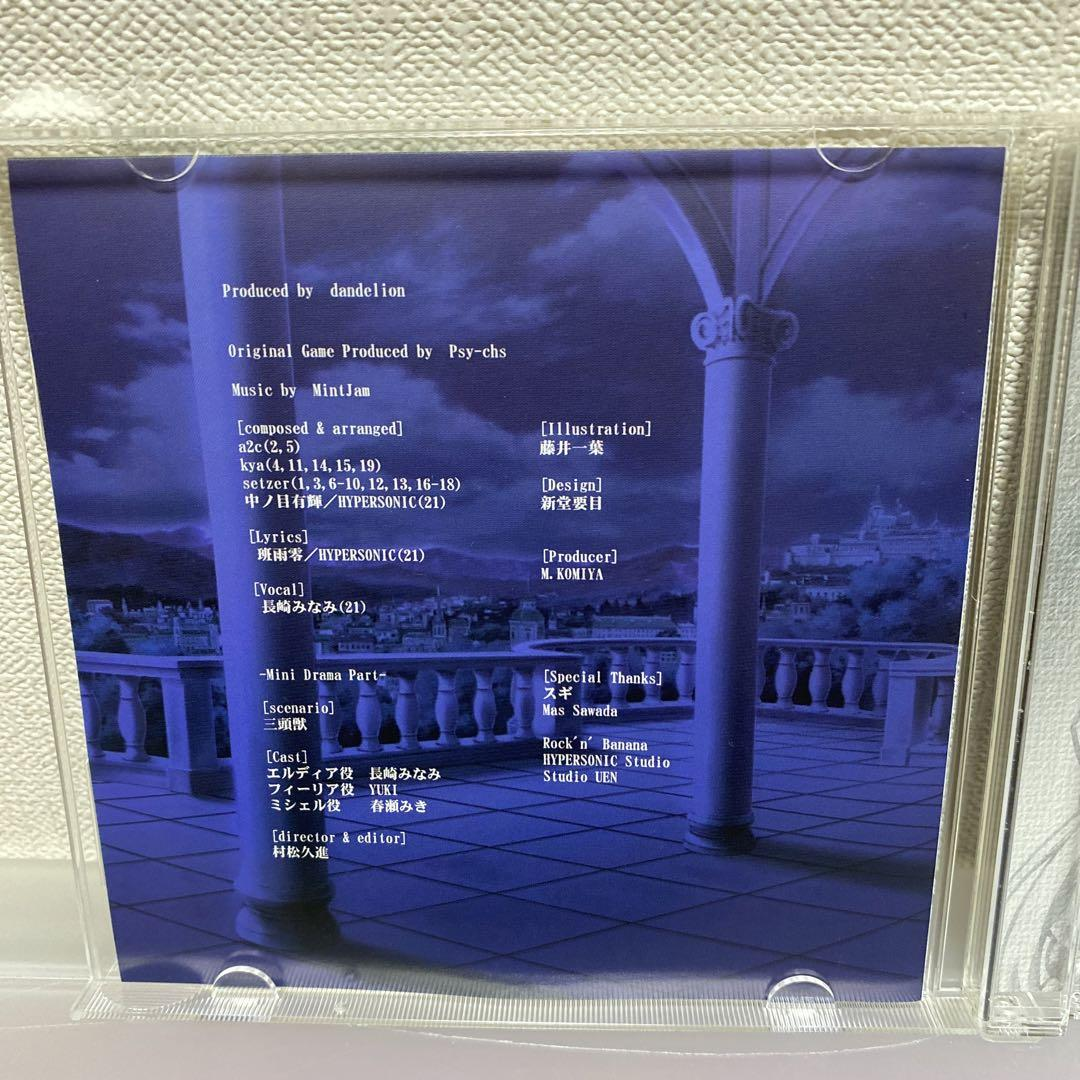 Produced by dandelion
Original Game Produced by Psy-chs
Music by MintJam
[composed & arranged]
a2c(2,5)
kya(4,11,14,15,19)
setzer(1,3,6-10,12,13,16-18)
中ノ目有輝／HYPERSONIC(21)
[Lyrics]
斑雨零／HYPERSONIC(21)
[Vocal]
長崎みなみ(21)
[Illustration]
藤井一葉
[Design]
新堂要目
[Producer]
M.KOMIYA
-Mini Drama Part-
[scenario]
三頭獣
[Cast]
エルディア役 長崎みなみ
フィーリア役 YUKI
ミシェル役 春瀬みき
[director & editor]
村松久進
[Special Thanks]
スギ
Mas Sawada
Rock'n' Banana
HYPERSONIC Studio
Studio UEN